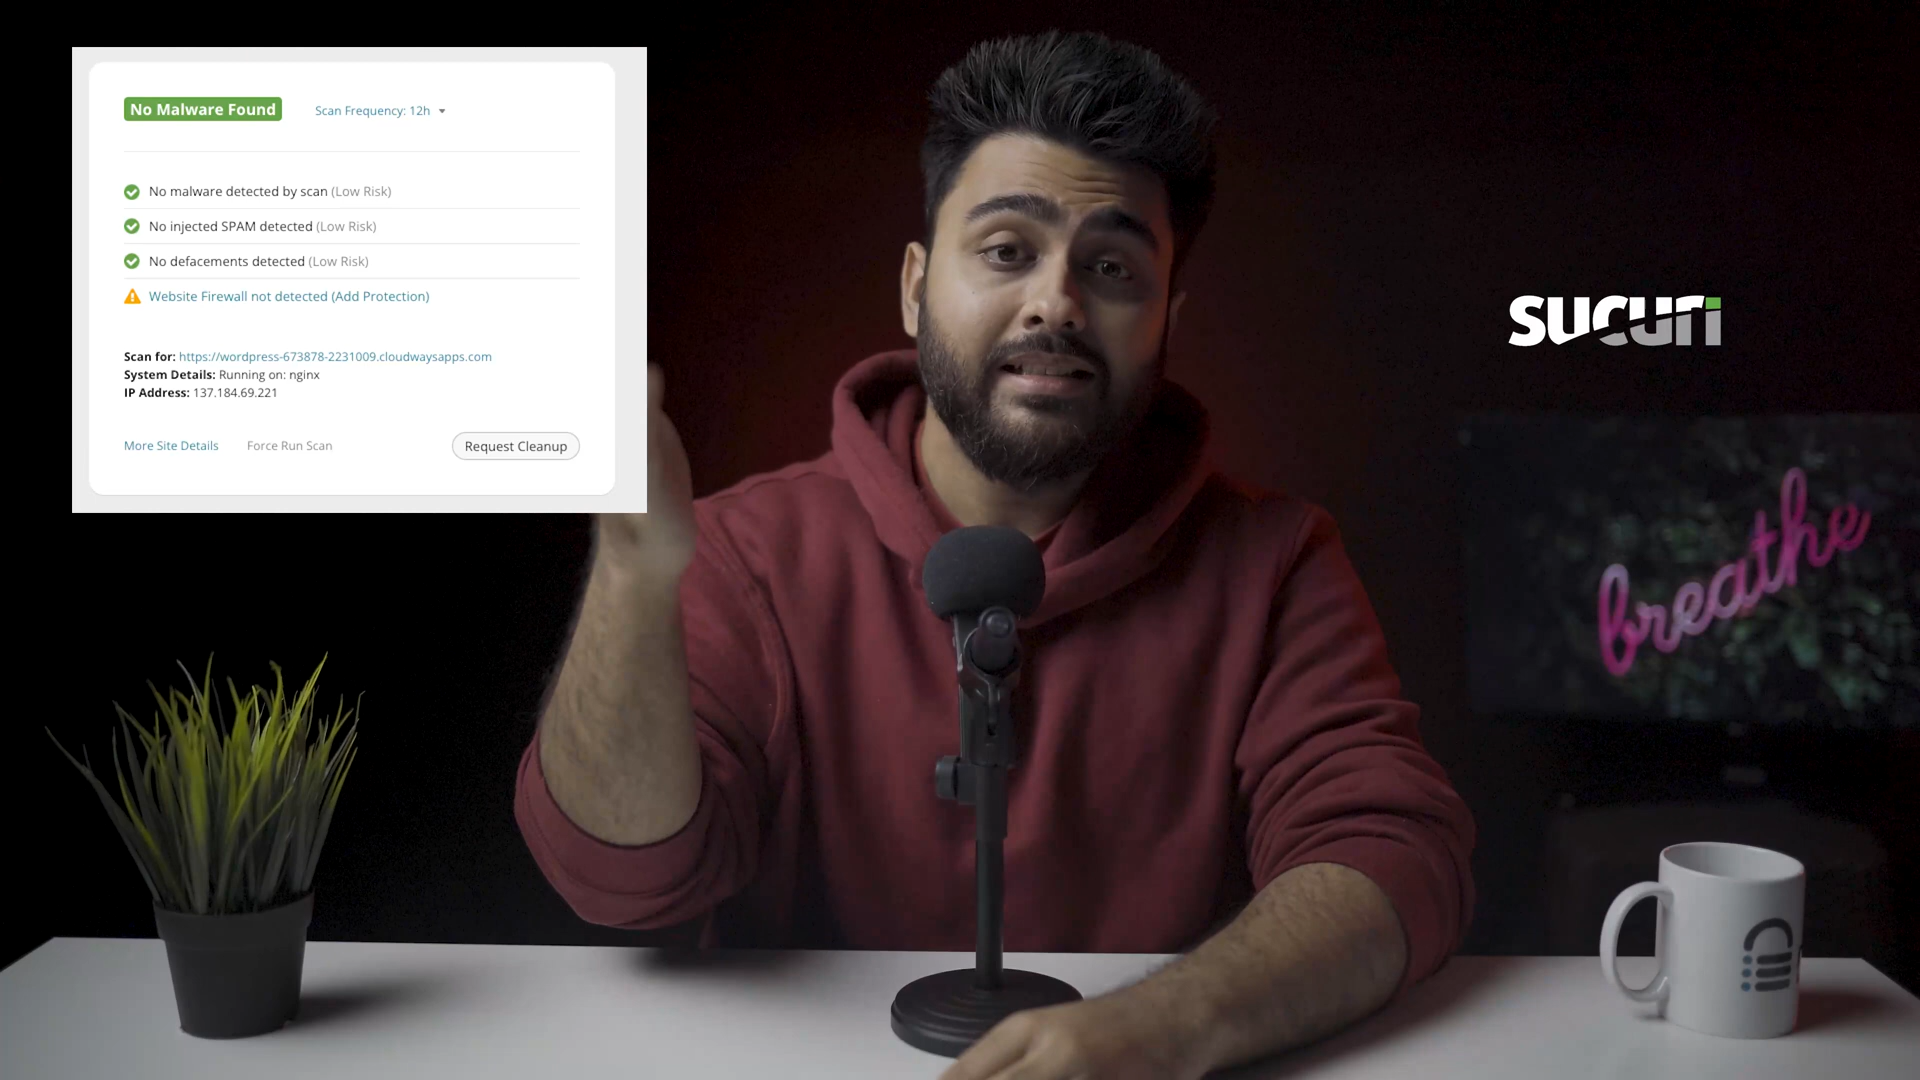 No Malware Found
Scan Frequency: 12h
No malware detected by scan (Low Risk)
No injected SPAM detected (Low Risk)
No defacements detected (Low Risk)
Website Firewall not detected (Add Protection)
Scan for: https://wordpress-673878-2231009.cloudwaysapps.com
System Details: Running on: nginx
IP Address: 137.184.69.221
More Site Details
Force Run Scan
Request Cleanup
sucuri
breathe